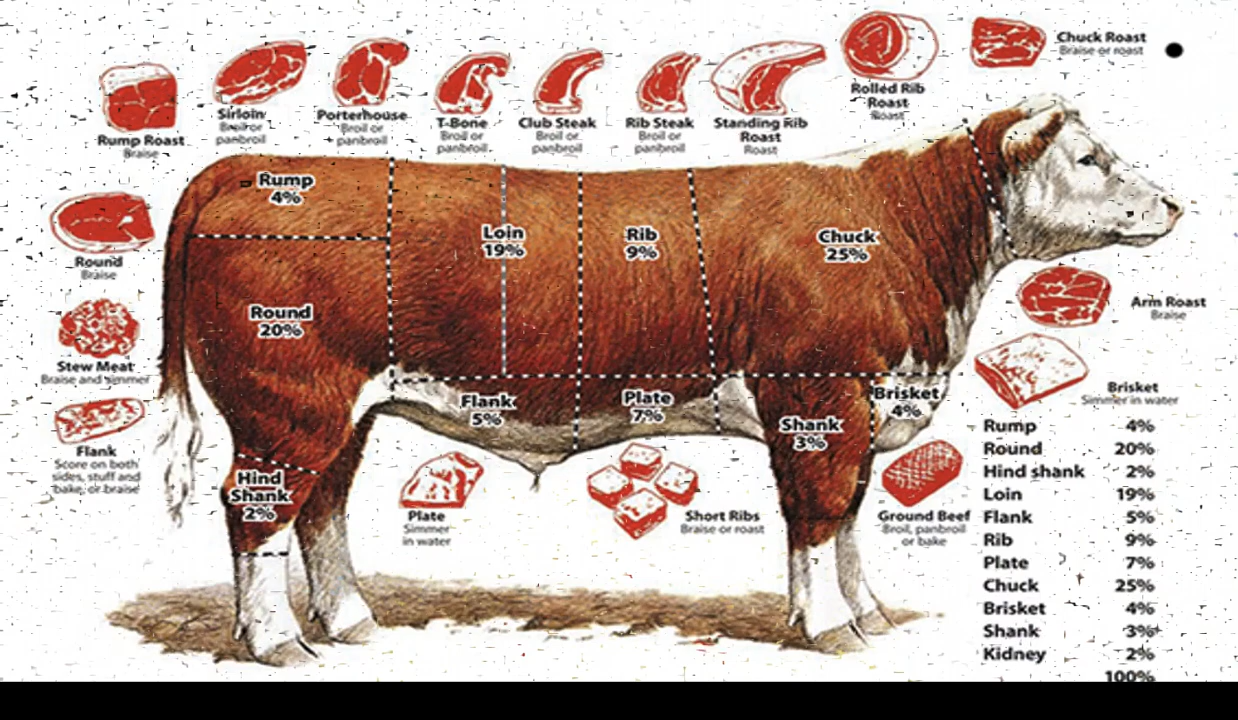 Chuck Roast
Braise or roast
Rolled Rib
Roast
Roast
Sirloin
Broil or
panbroil
Porterhouse
Broil or
panbroil
T-Bone
Broil or
panbroil
Club Steak
Broil or
panbroil
Rib Steak
Broil or
panbroil
Standing Rib
Roast
Roast
Rump Roast
Braise
Rump
4%
Loin
19%
Rib
9%
Chuck
25%
Round
Braise
Round
20%
Arm Roast
Braise
Stew Meat
Braise and simmer
Flank
5%
Plate
7%
Brisket
4%
Shank
3%
Brisket
Simmer in water
Flank
Score on both
sides, stuff and
bake, or braise
Hind
Shank
2%
Plate
Simmer
in water
Short Ribs
Braise or roast
Ground Beef
Broil, panbroil
or bake
Rump 4%
Round 20%
Hind shank 2%
Loin 19%
Flank 5%
Rib 9%
Plate 7%
Chuck 25%
Brisket 4%
Shank 3%
Kidney 2%
100%